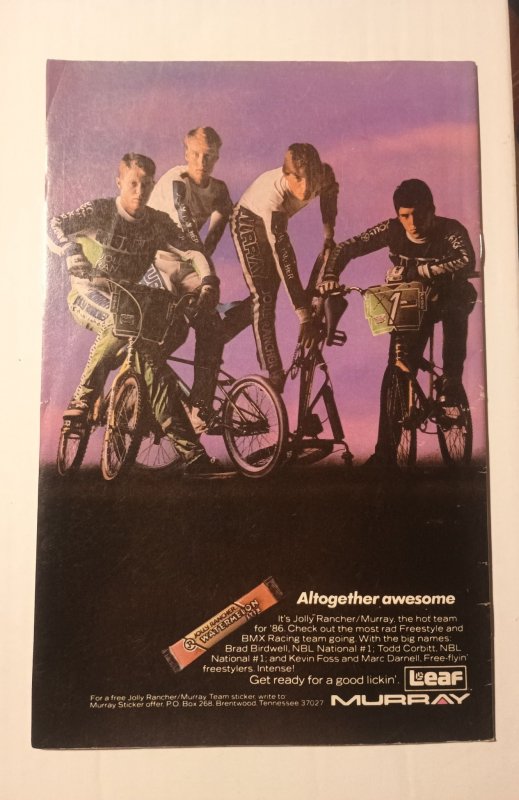 1
JOLLY RANCHER
WATERMELON
STIX
Altogether awesome
It's Jolly Rancher/Murray, the hot team
for '86. Check out the most rad Freestyle and
BMX Racing team going. With the big names:
Brad Birdwell, NBL National #1; Todd Corbitt, NBL
National #1; and Kevin Foss and Marc Darnell, Free-flyin'
freestylers. Intense!
Get ready for a good lickin'.
Leaf
For a free Jolly Rancher/Murray Team sticker, write to:
Murray Sticker offer, P.O. Box 268, Brentwood, Tennessee 37027
MURRAY